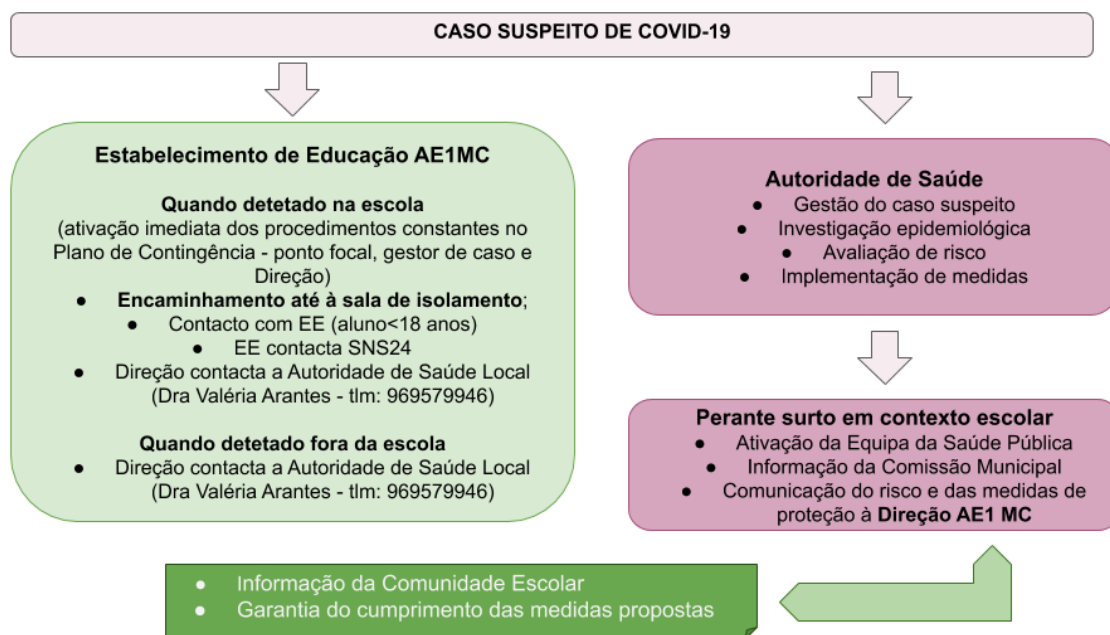 CASO SUSPEITO DE COVID-19
Estabelecimento de Educação AE1MC
Quando detetado na escola
(ativação imediata dos procedimentos constantes no
Plano de Contingência - ponto focal, gestor de caso e
Direção)
● Encaminhamento até à sala de isolamento;
● Contacto com EE (aluno<18 anos)
● EE contacta SNS24
● Direção contacta a Autoridade de Saúde Local
(Dra Valéria Arantes - tlm: 969579946)
Quando detetado fora da escola
● Direção contacta a Autoridade de Saúde Local
(Dra Valéria Arantes - tlm: 969579946)
Autoridade de Saúde
● Gestão do caso suspeito
● Investigação epidemiológica
● Avaliação de risco
● Implementação de medidas
Perante surto em contexto escolar
● Ativação da Equipa da Saúde Pública
● Informação da Comissão Municipal
● Comunicação do risco e das medidas de
proteção à Direção AE1 MC
● Informação da Comunidade Escolar
● Garantia do cumprimento das medidas propostas